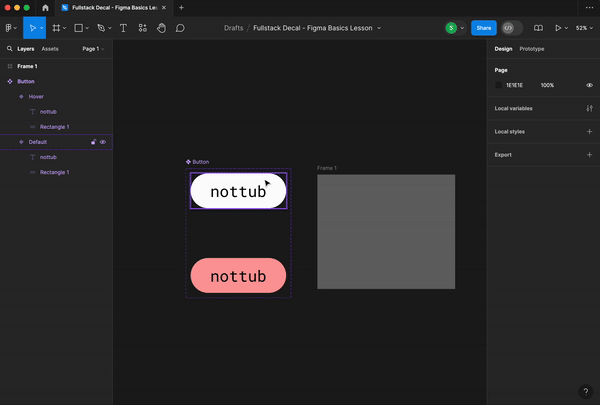 Fullstack Decal - Figma Basics Les
Drafts / Fullstack Decal - Figma Basics Lesson
S
Share
52%
Layers
Assets
Page 1
Design
Prototype
Frame 1
Button
Hover
nottub
Rectangle 1
Default
nottub
Rectangle 1
Page
1E1E1E
100%
Local variables
Local styles
Export
Button
nottub
nottub
Frame 1
?